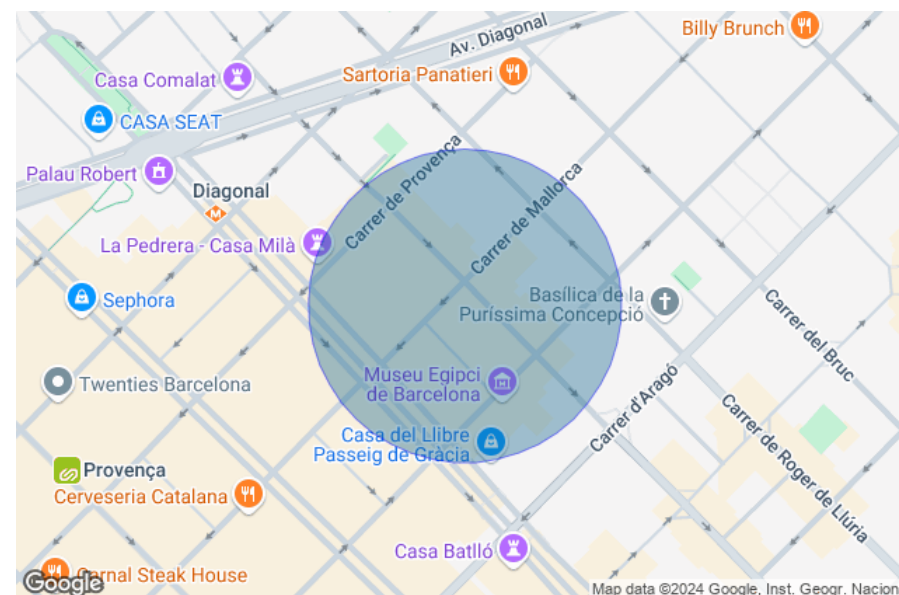 Billy Brunch
Av. Diagonal
Casa Comalat
Sartoria Panatieri
CASA SEAT
Palau Robert
Diagonal
M
Carrer de Provença
Carrer de Mallorca
La Pedrera - Casa Milà
Sephora
Basílica de la
Puríssima Concepció
Carrer del Bruc
Twenties Barcelona
Museu Egipci
de Barcelona
Carrer d'Aragó
Carrer de Roger de Llúria
Casa del Llibre
Passeig de Gràcia
Provença
Cerveseria Catalana
Casa Batlló
Carnal Steak House
Google
Map data ©2024 Google, Inst. Geogr. Nacion